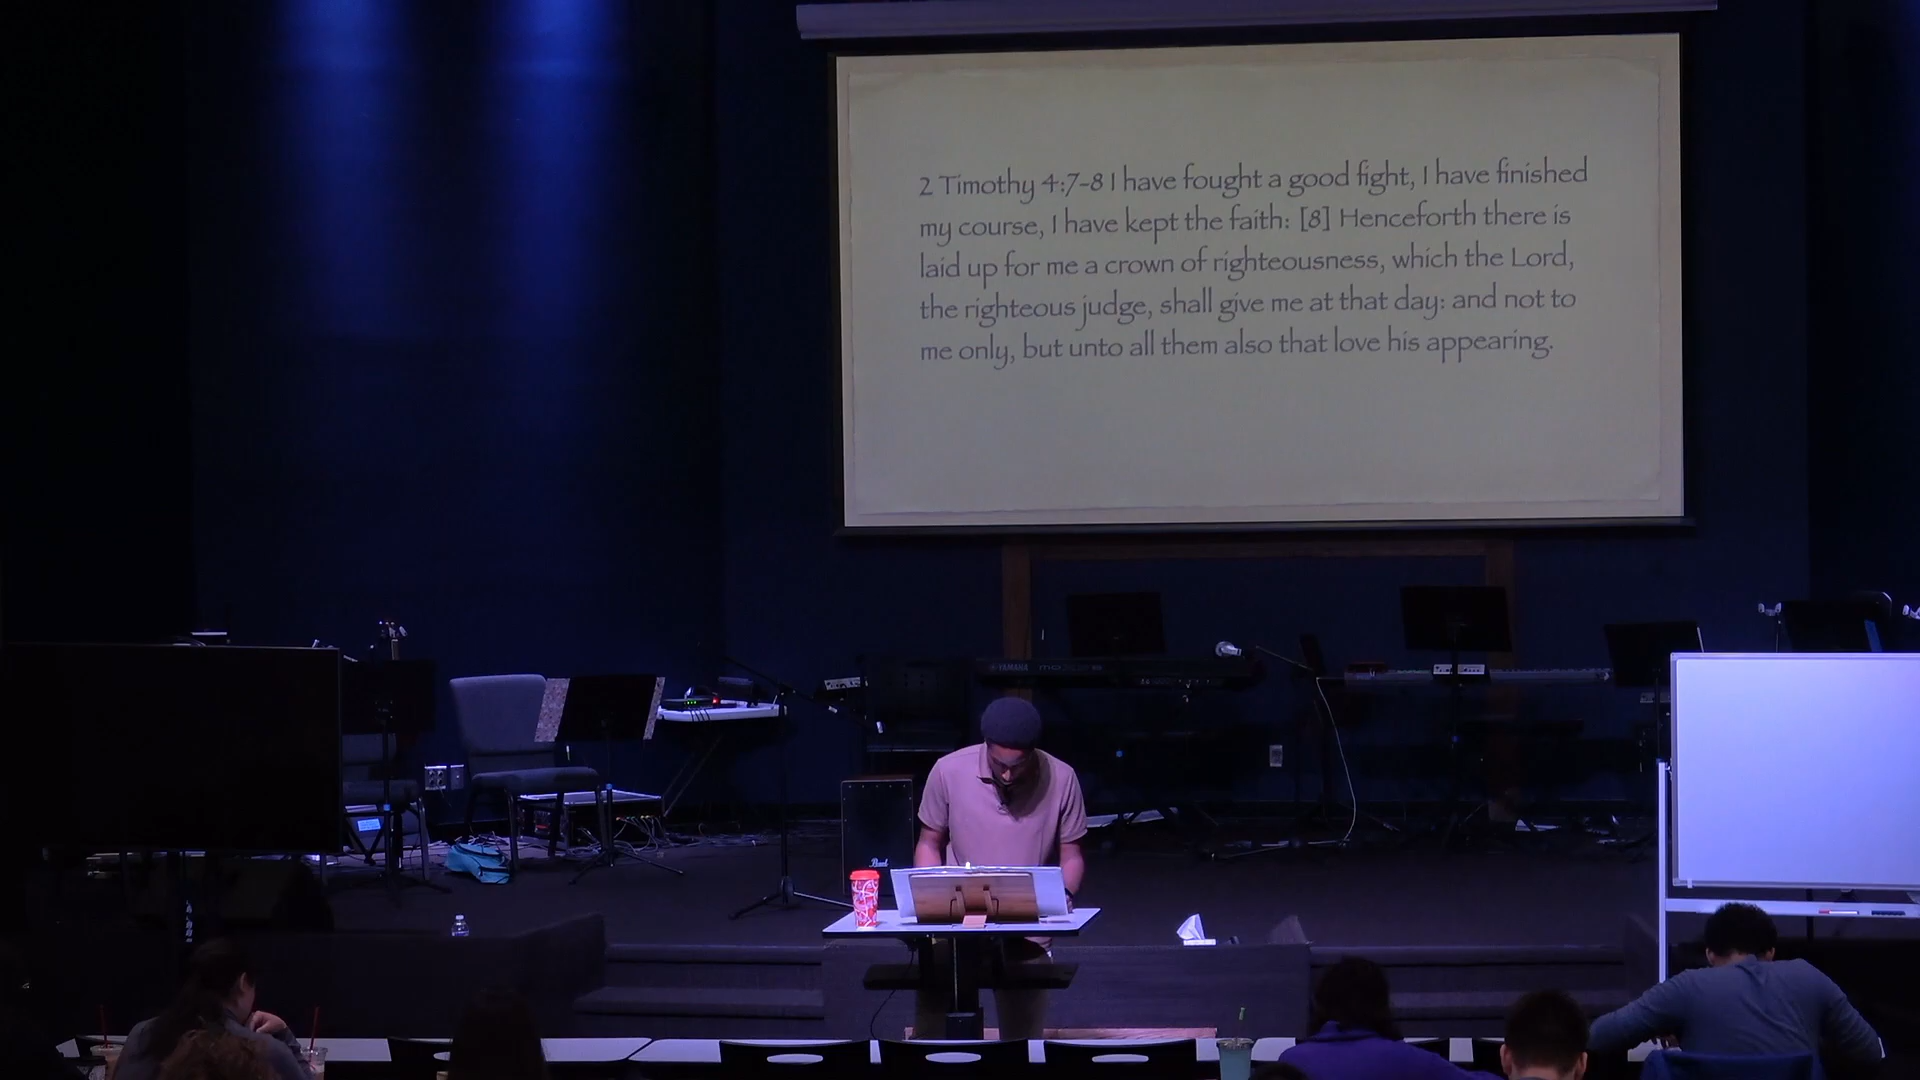 2 Timothy 4:7-8 I have fought a good fight, I have finished
my course, I have kept the faith: [8] Henceforth there is
laid up for me a crown of righteousness, which the Lord,
the righteous judge, shall give me at that day: and not to
me only, but unto all them also that love his appearing.
YAMAHA
Pearl